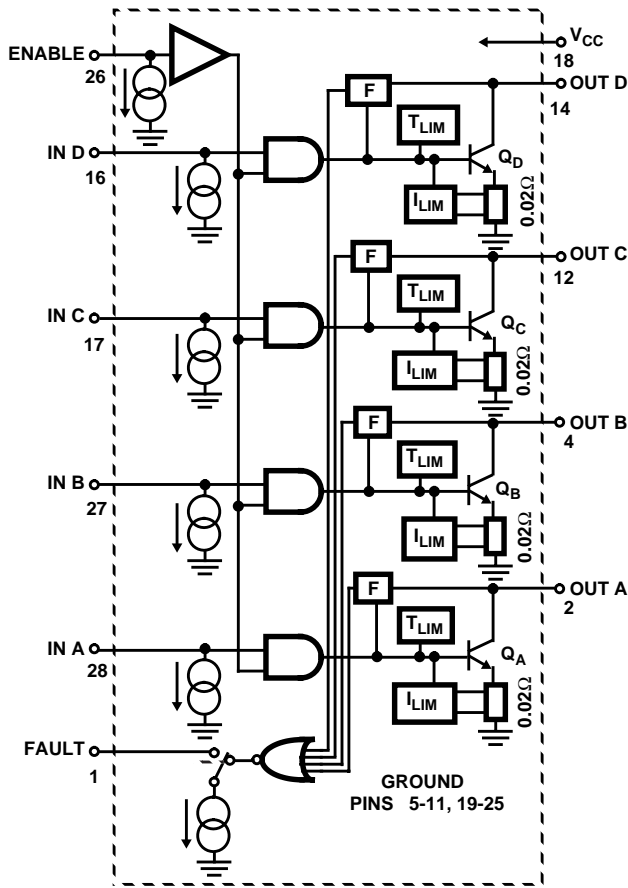 V_CC
ENABLE
26
18
OUT D
14
F
T_LIM
IN D
16
Q_D
I_LIM
0.02Ω
OUT C
12
F
T_LIM
IN C
17
Q_C
I_LIM
0.02Ω
OUT B
4
F
T_LIM
IN B
27
Q_B
I_LIM
0.02Ω
OUT A
2
F
T_LIM
IN A
28
Q_A
I_LIM
0.02Ω
FAULT
1
GROUND
PINS 5-11, 19-25